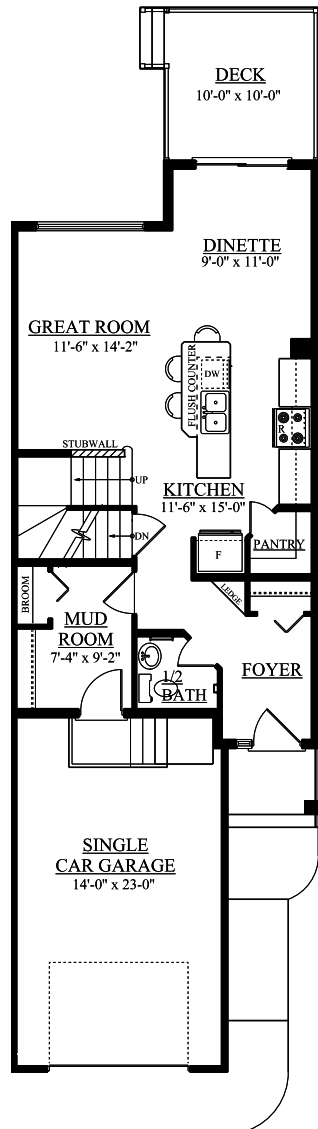 DECK
10'-0" x 10'-0"
DINETTE
9'-0" x 11'-0"
GREAT ROOM
11'-6" x 14'-2"
FLUSH COUNTER
DW
R
STUBWALL
UP
KITCHEN
11'-6" x 15'-0"
DN
F
PANTRY
BROOM
MUD
ROOM
7'-4" x 9'-2"
LEDGE
FOYER
1/2
BATH
SINGLE
CAR GARAGE
14'-0" x 23-0"